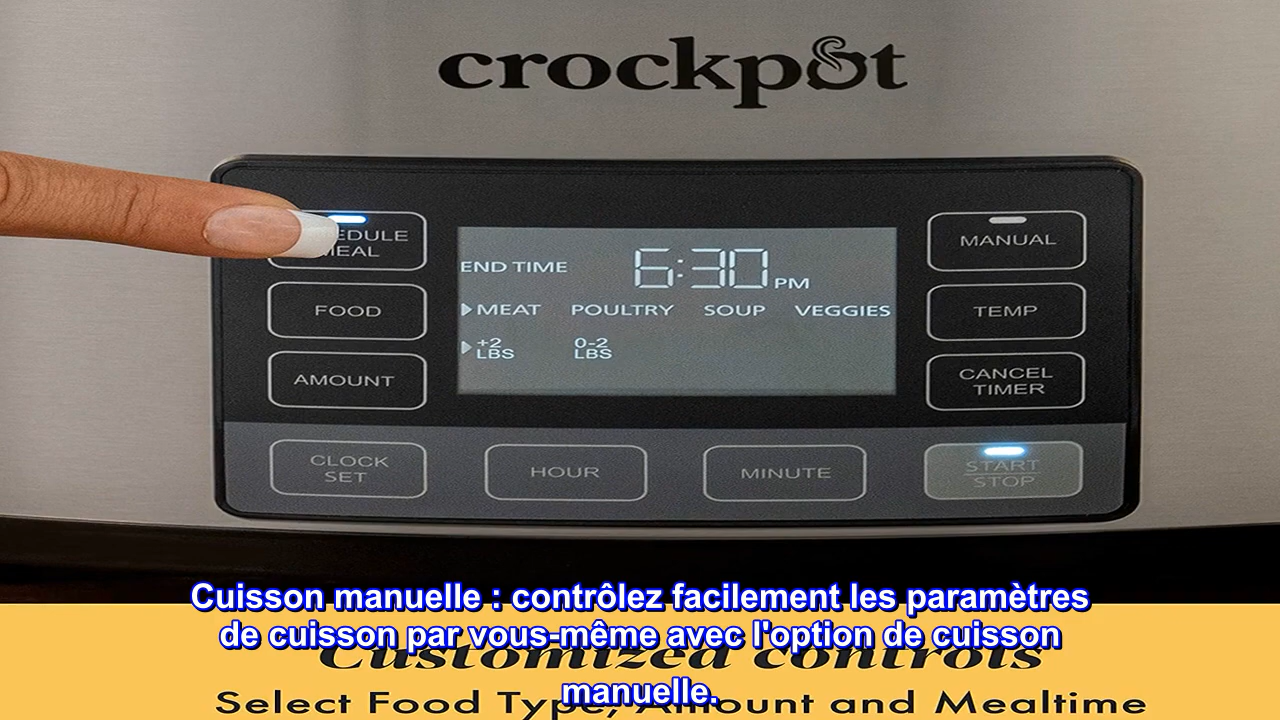 crockpot
SCHEDULE MANUAL
MEAL
END TIME 6:30 PM
FOOD MEAT POULTRY SOUP VEGGIES TEMP
+2 0-2
LBS LBS
AMOUNT CANCEL
TIMER
CLOCK HOUR MINUTE START
SET STOP
Cuisson manuelle : contrôlez facilement les paramètres
de cuisson par vous-même avec l'option de cuisson
manuelle.
Customized controls
Select Food Type, Amount and Mealtime